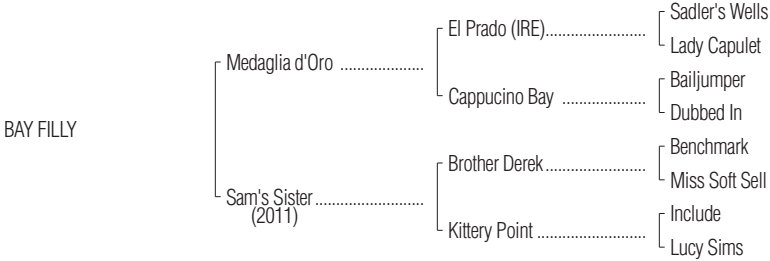 Sadler's Wells
El Prado (IRE)........................
Lady Capulet
Medaglia d'Oro ....................
Bailjumper
Cappucino Bay ....................
Dubbed In
BAY FILLY
Benchmark
Brother Derek........................
Miss Soft Sell
Sam's Sister..........................
(2011)
Include
Kittery Point ..........................
Lucy Sims